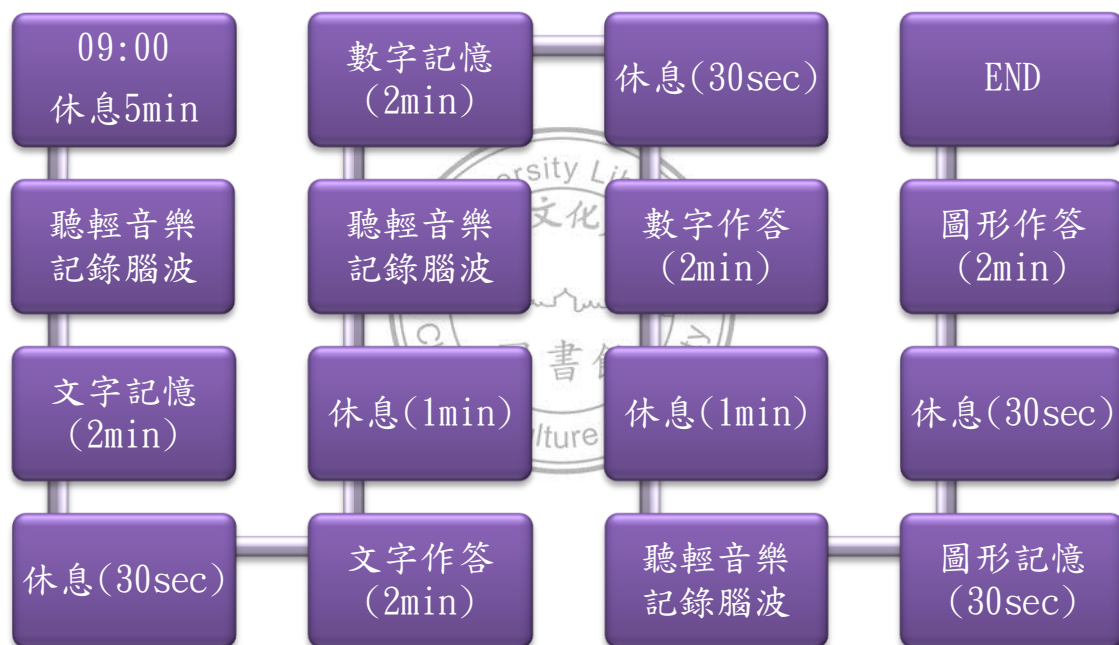 09:00
休息5min
聽輕音樂
記錄腦波
文字記憶
(2min)
休息(30sec)
文字作答
(2min)
休息(1min)
聽輕音樂
記錄腦波
數字記憶
(2min)
休息(30sec)
數字作答
(2min)
休息(1min)
聽輕音樂
記錄腦波
圖形記憶
(30sec)
休息(30sec)
圖形作答
(2min)
END